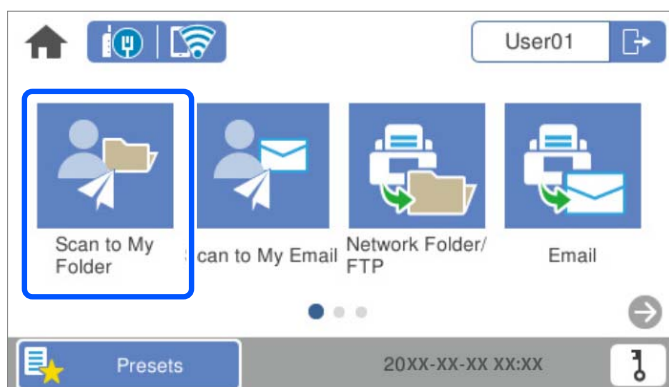 User01
Scan to My
Folder
can to My Email
Network Folder/
FTP
Email
Presets
20XX-XX-XX XX:XX